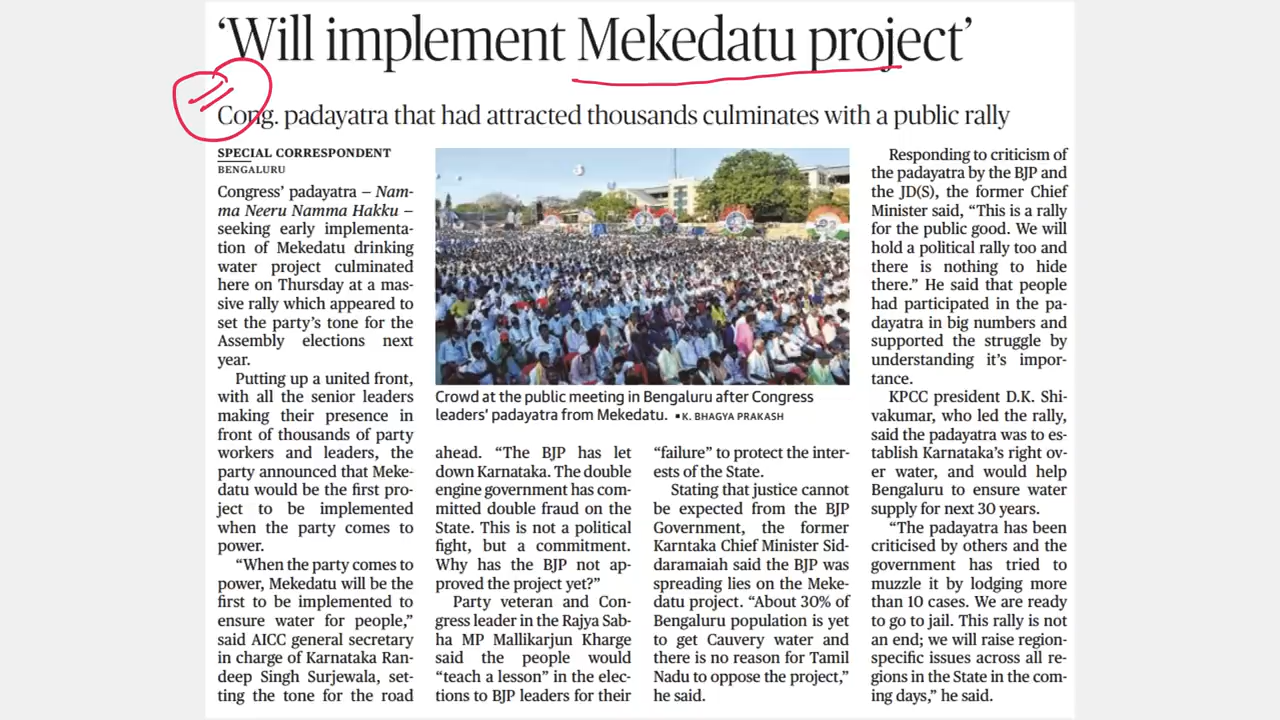 ‘Will implement Mekedatu project’
Cong. padayatra that had attracted thousands culminates with a public rally
SPECIAL CORRESPONDENT
BENGALURU
Congress’ padayatra – Nam-
ma Neeru Namma Hakku –
seeking early implementa-
tion of Mekedatu drinking
water project culminated
here on Thursday at a mas-
sive rally which appeared to
set the party’s tone for the
Assembly elections next
year.
Putting up a united front,
with all the senior leaders
making their presence in
front of thousands of party
workers and leaders, the
party announced that Meke-
datu would be the first pro-
ject to be implemented
when the party comes to
power.
“When the party comes to
power, Mekedatu will be the
first to be implemented to
ensure water for people,”
said AICC general secretary
in charge of Karnataka Ran-
deep Singh Surjewala, set-
ting the tone for the road
Crowd at the public meeting in Bengaluru after Congress
leaders’ padayatra from Mekedatu. ▪K. BHAGYA PRAKASH
ahead. “The BJP has let
down Karnataka. The double
engine government has com-
mitted double fraud on the
State. This is not a political
fight, but a commitment.
Why has the BJP not ap-
proved the project yet?”
Party veteran and Con-
gress leader in the Rajya Sab-
ha MP Mallikarjun Kharge
said the people would
“teach a lesson” in the elec-
tions to BJP leaders for their
“failure” to protect the inter-
ests of the State.
Stating that justice cannot
be expected from the BJP
Government, the former
Karntaka Chief Minister Sid-
daramaiah said the BJP was
spreading lies on the Meke-
datu project. “About 30% of
Bengaluru population is yet
to get Cauvery water and
there is no reason for Tamil
Nadu to oppose the project,”
he said.
Responding to criticism of
the padayatra by the BJP and
the JD(S), the former Chief
Minister said, “This is a rally
for the public good. We will
hold a political rally too and
there is nothing to hide
there.” He said that people
had participated in the pa-
dayatra in big numbers and
supported the struggle by
understanding it’s impor-
tance.
KPCC president D.K. Shi-
vakumar, who led the rally,
said the padayatra was to es-
tablish Karnataka’s right ov-
er water, and would help
Bengaluru to ensure water
supply for next 30 years.
“The padayatra has been
criticised by others and the
government has tried to
muzzle it by lodging more
than 10 cases. We are ready
to go to jail. This rally is not
an end; we will raise region-
specific issues across all re-
gions in the State in the com-
ing days,” he said.